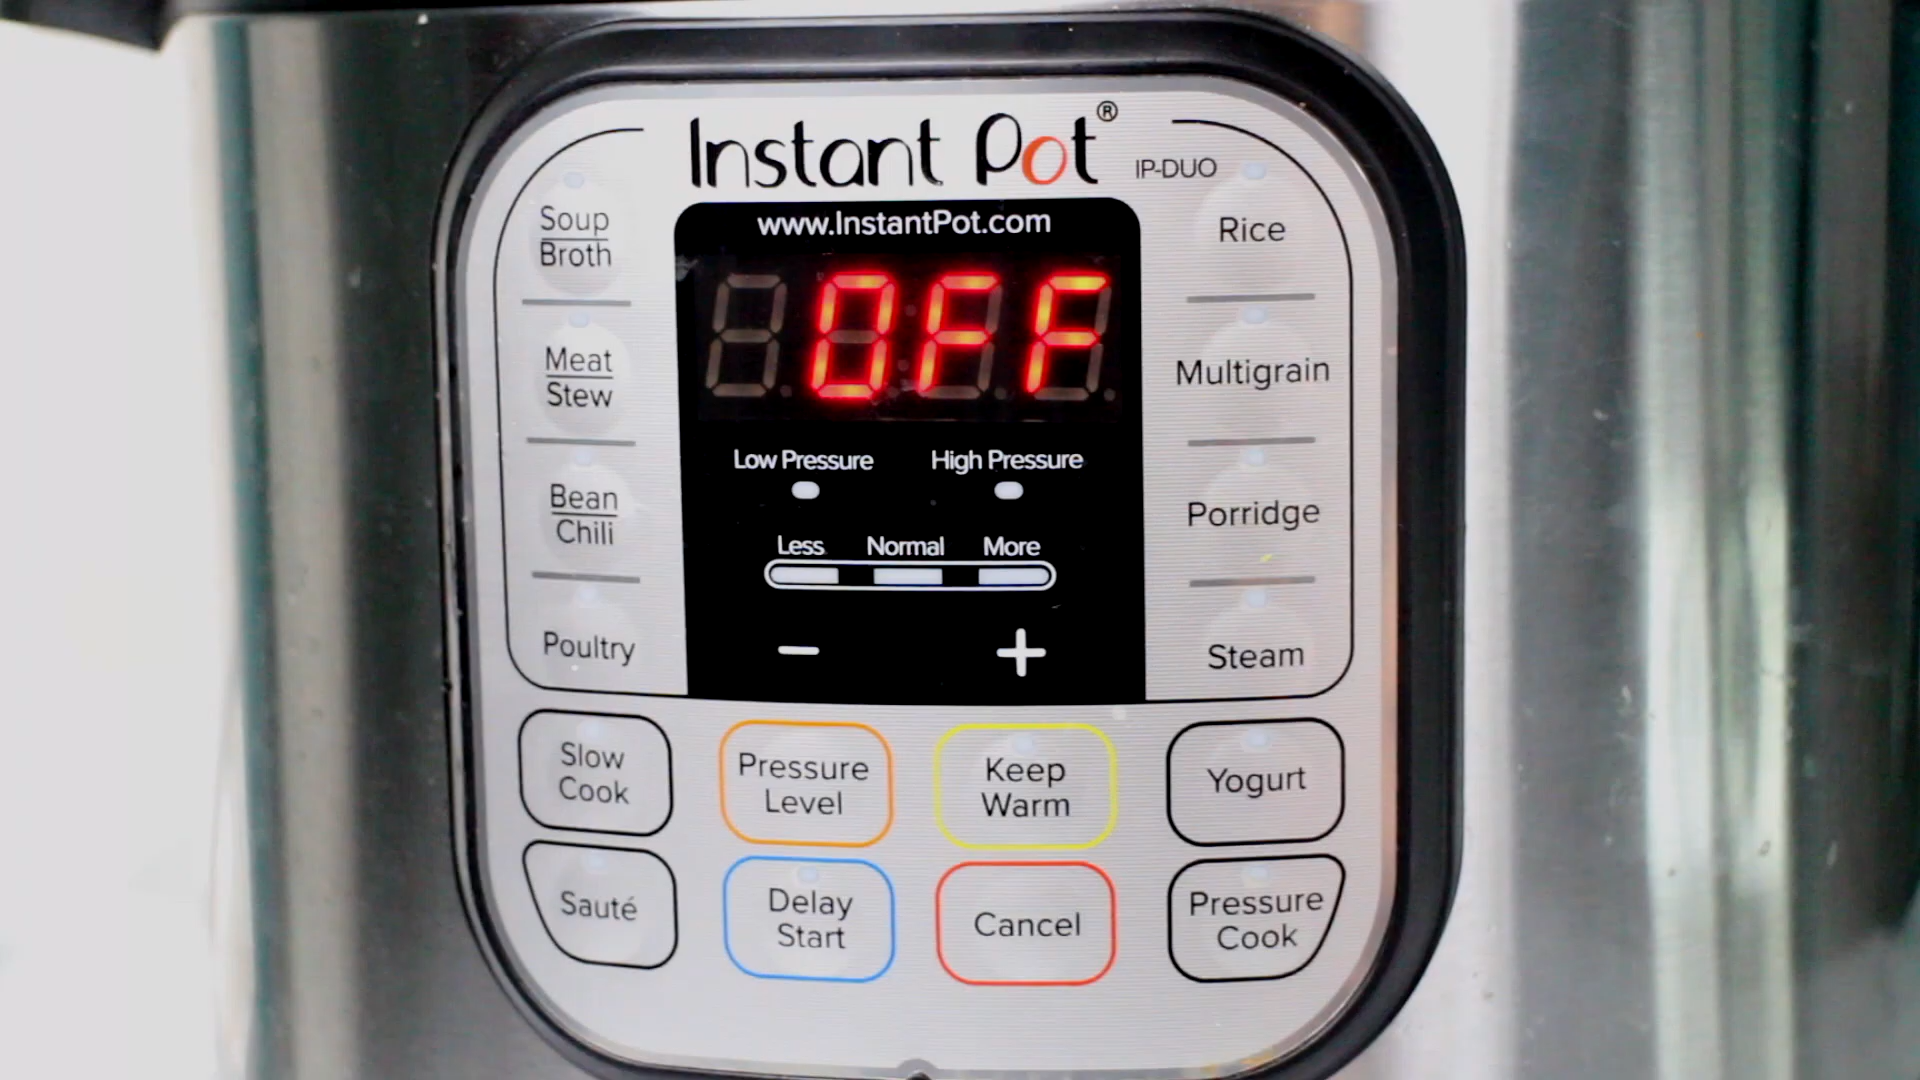 Instant Pot®
IP-DUO
www.InstantPot.com
OFF
Low Pressure
High Pressure
Less
Normal
More
−
+
Soup
Broth
Meat
Stew
Bean
Chili
Poultry
Rice
Multigrain
Porridge
Steam
Slow
Cook
Pressure
Level
Keep
Warm
Yogurt
Sauté
Delay
Start
Cancel
Pressure
Cook